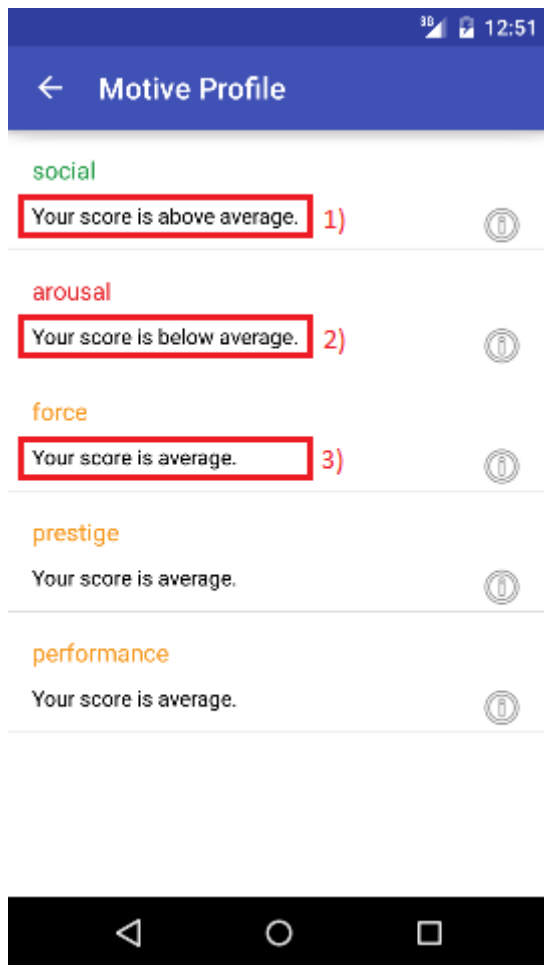 3G 12:51
Motive Profile
social
Your score is above average. 1)
arousal
Your score is below average. 2)
force
Your score is average. 3)
prestige
Your score is average.
performance
Your score is average.